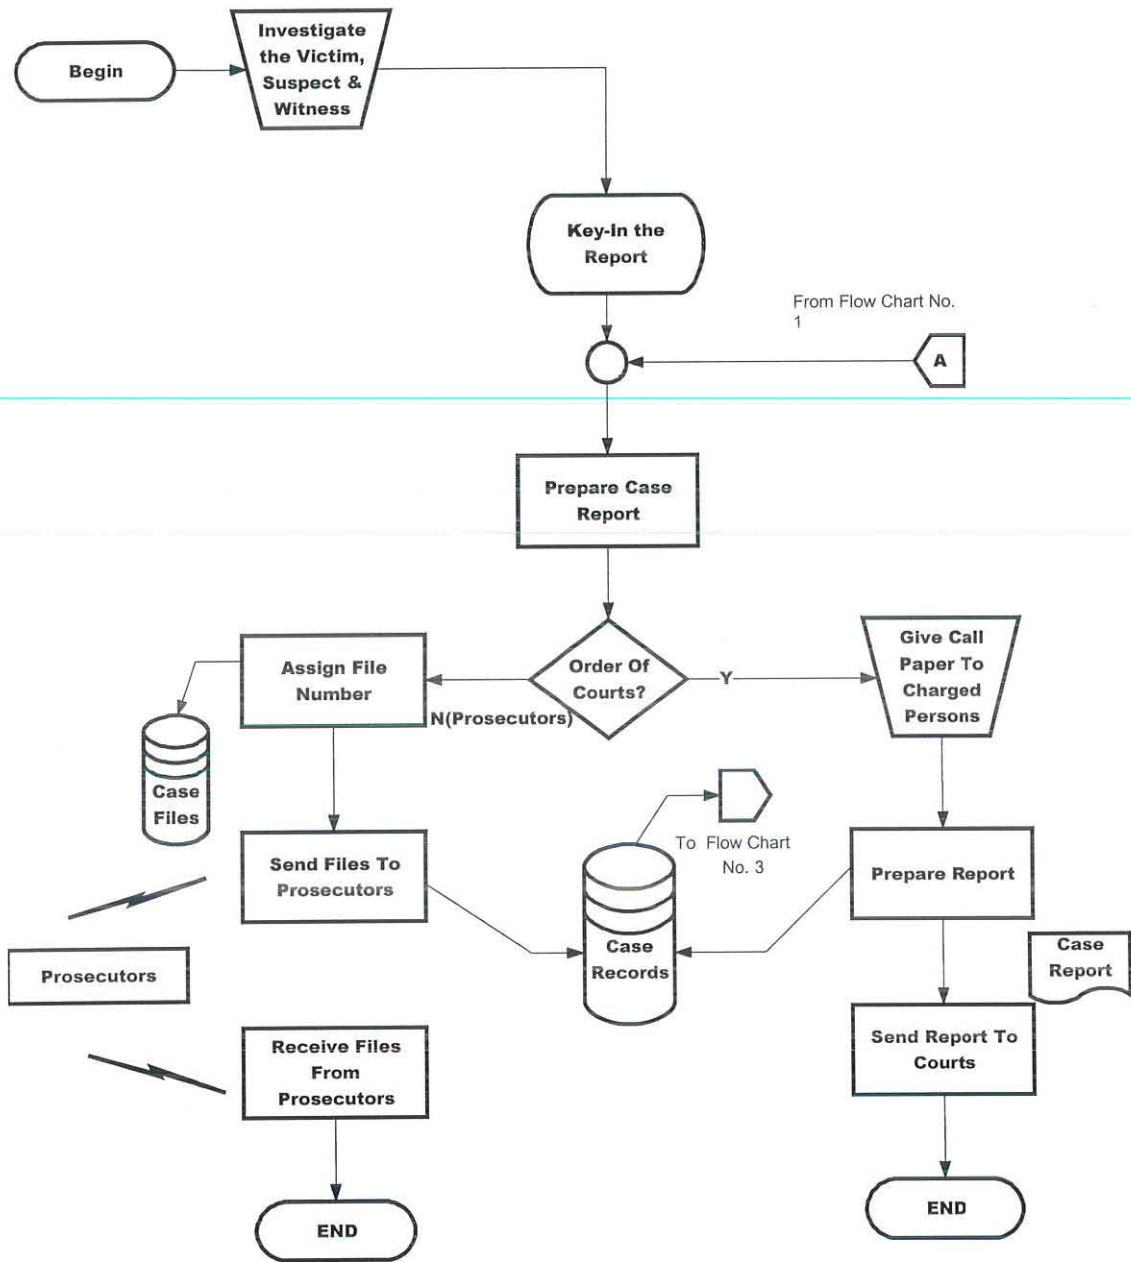 Begin
Investigate
the Victim,
Suspect &
Witness
Key-In the
Report
From Flow Chart No.
1
A
Prepare Case
Report
Order Of
Courts?
N(Prosecutors)
Y
Assign File
Number
Give Call
Paper To
Charged
Persons
Case
Files
To Flow Chart
No. 3
Send Files To
Prosecutors
Case
Records
Prepare Report
Case
Report
Prosecutors
Receive Files
From
Prosecutors
Send Report To
Courts
END
END